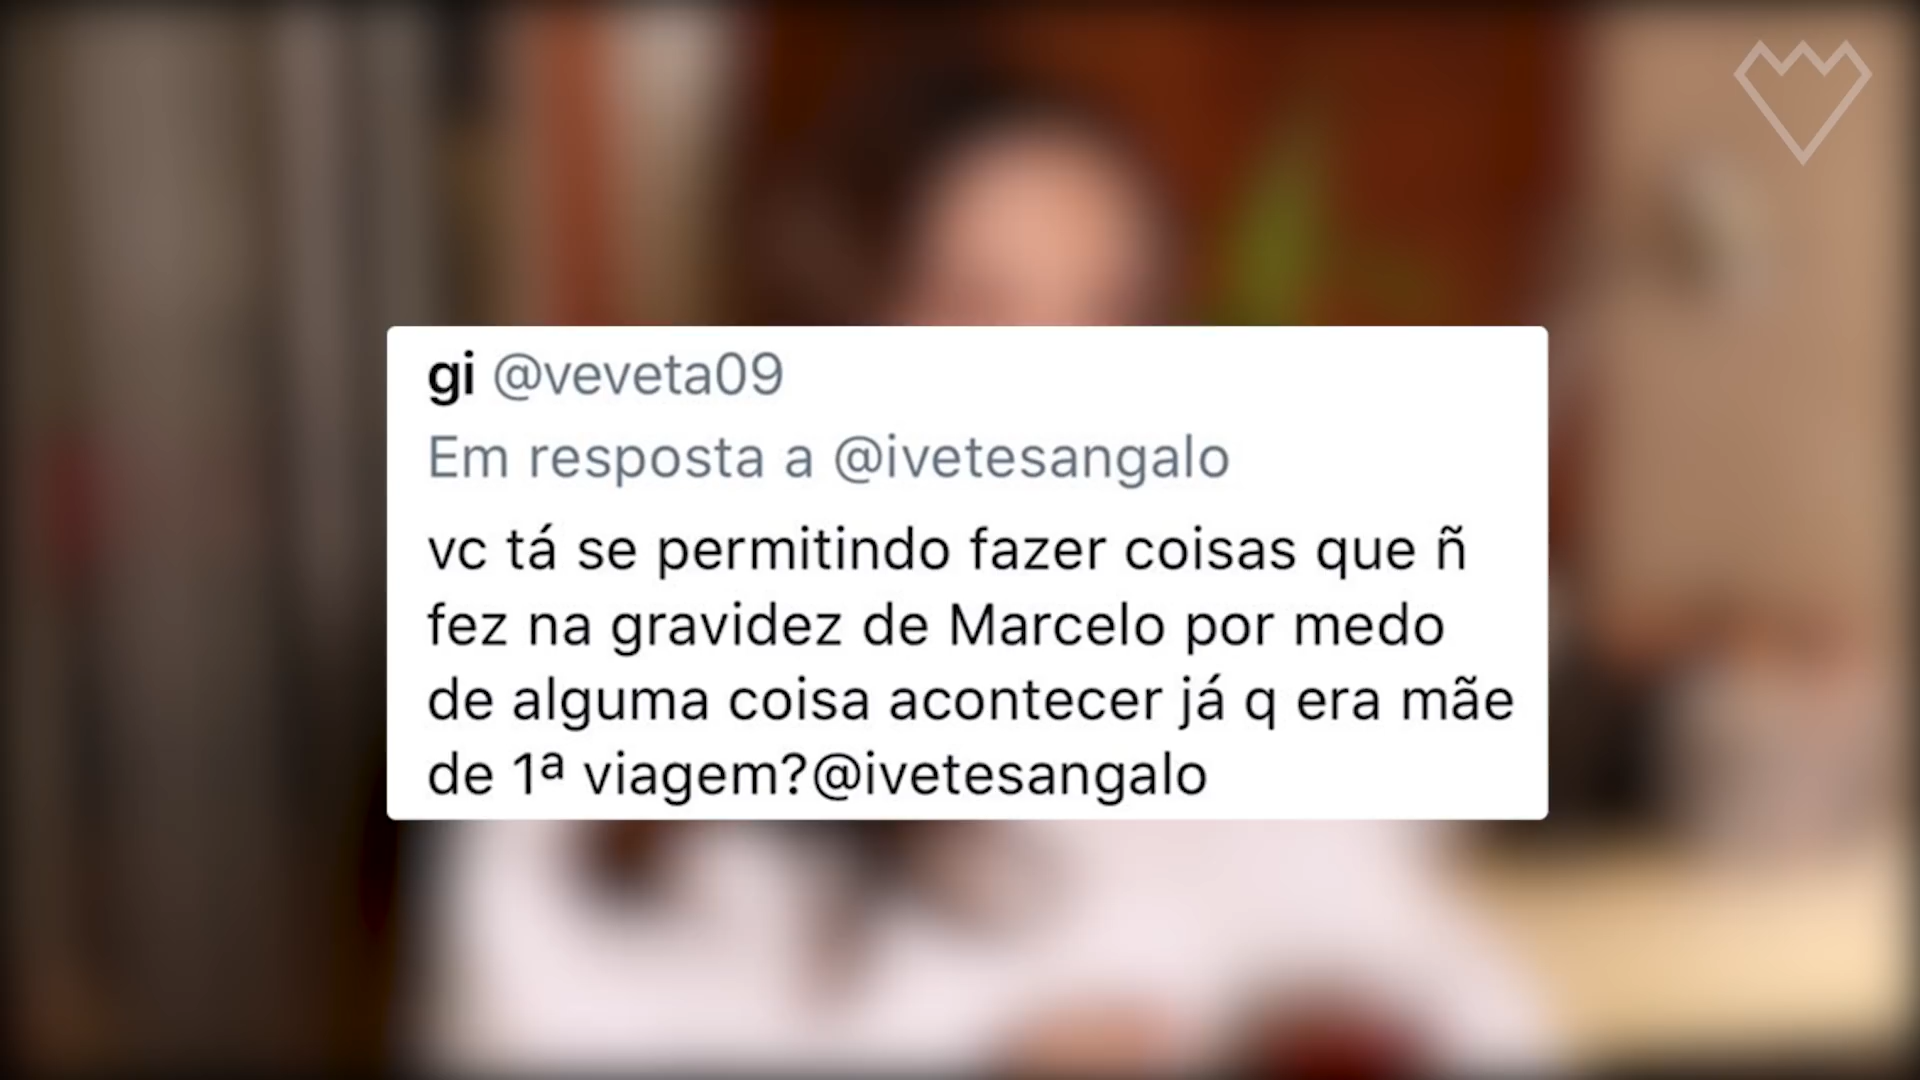 gi @veveta09
Em resposta a @ivetesangalo
vc tá se permitindo fazer coisas que ñ
fez na gravidez de Marcelo por medo
de alguma coisa acontecer já q era mãe
de 1ª viagem?@ivetesangalo